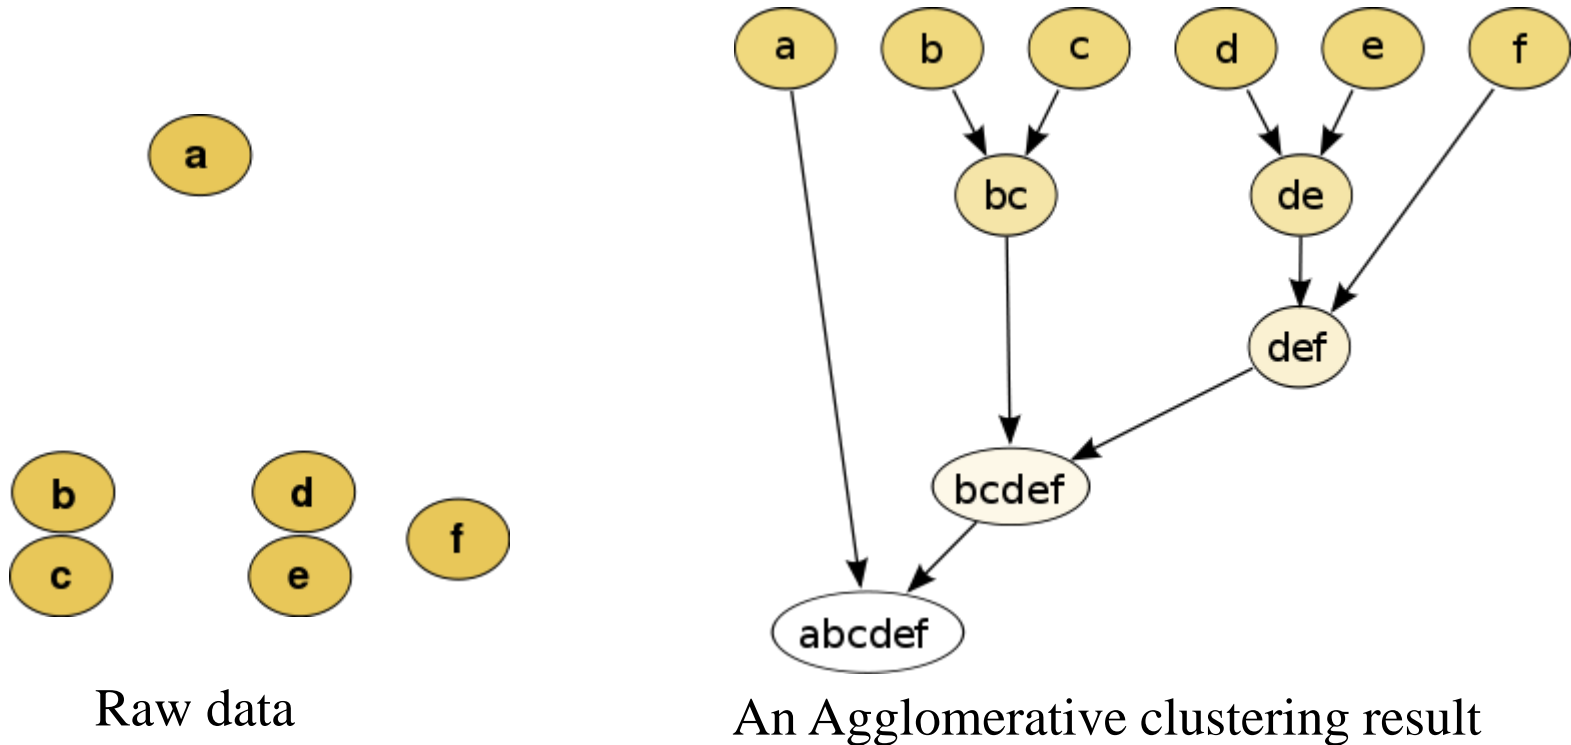 a
b
c
d
e
f
Raw data
a b c d e f
bc de
def
bcdef
abcdef
An Agglomerative clustering result